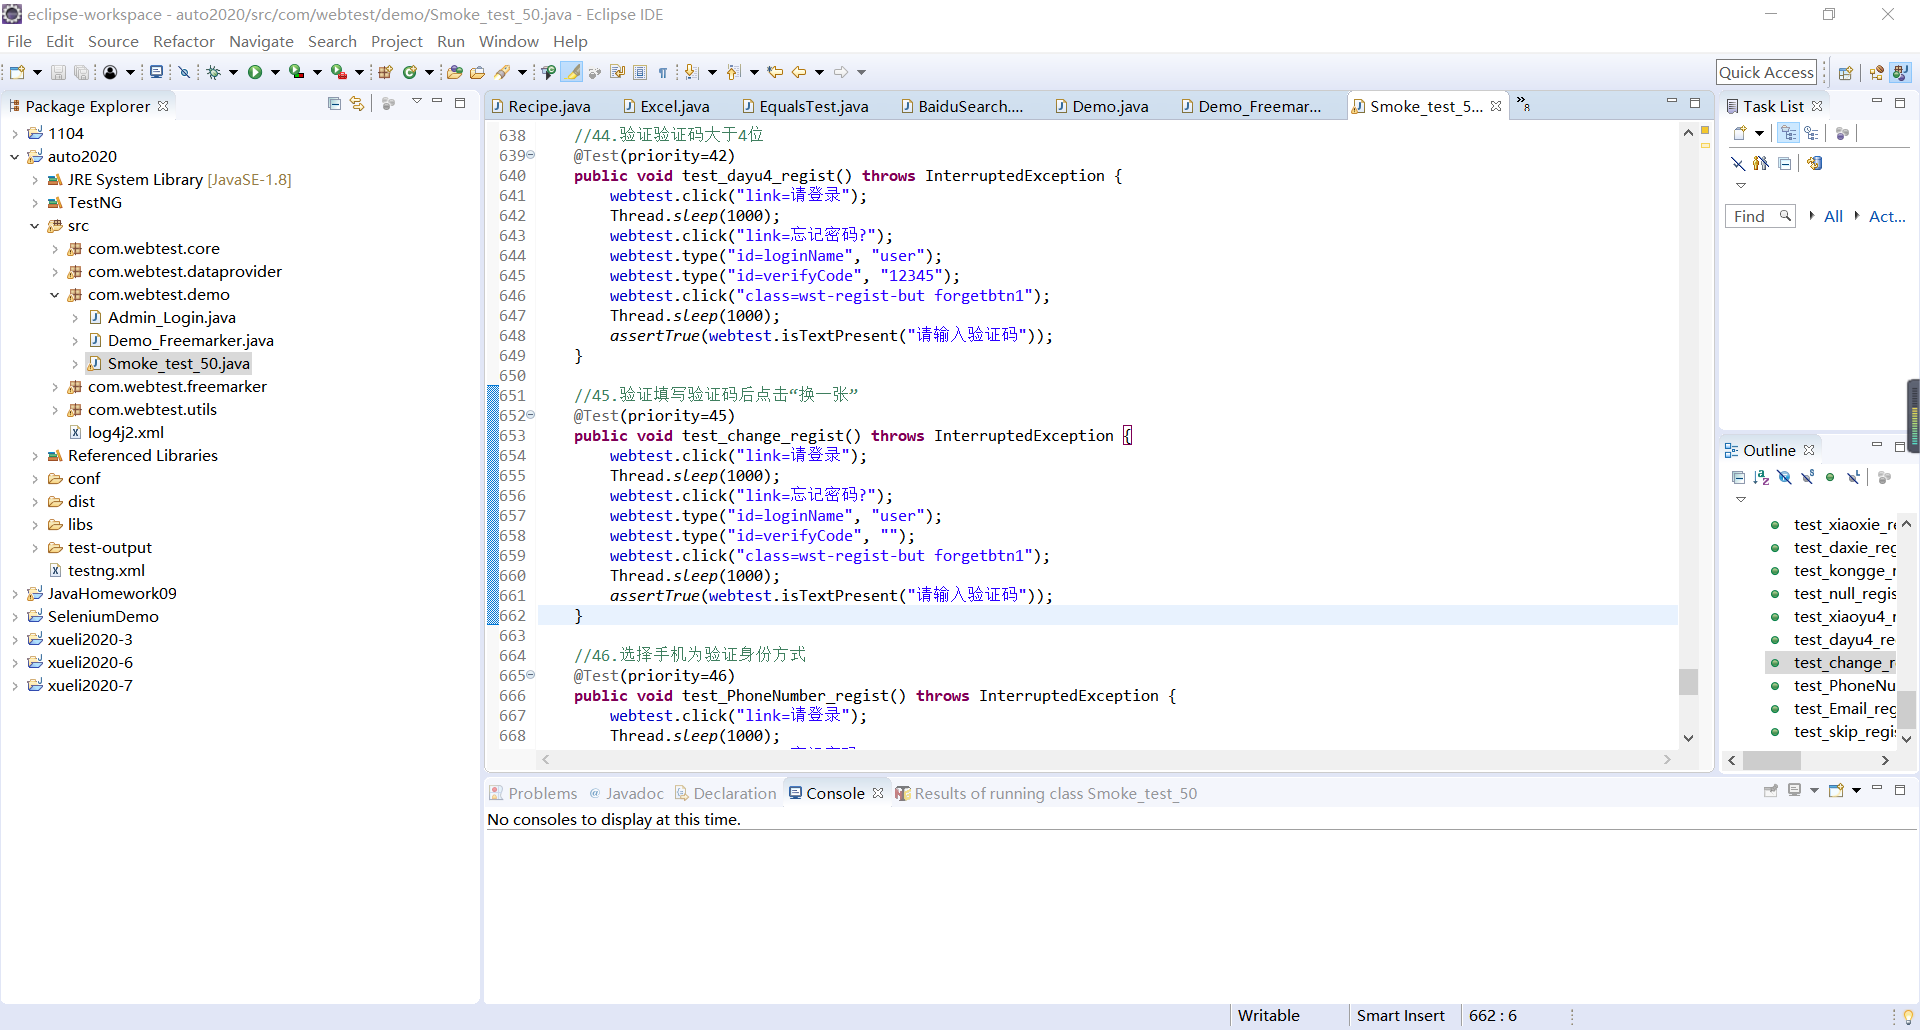 eclipse-workspace - auto2020/src/com/webtest/demo/Smoke_test_50.java - Eclipse IDE
File Edit Source Refactor Navigate Search Project Run Window Help
Quick Access
Package Explorer
1104
auto2020
JRE System Library [JavaSE-1.8]
TestNG
src
com.webtest.core
com.webtest.dataprovider
com.webtest.demo
Admin_Login.java
Demo_Freemarker.java
Smoke_test_50.java
com.webtest.freemarker
com.webtest.utils
log4j2.xml
Referenced Libraries
conf
dist
libs
test-output
testng.xml
JavaHomework09
SeleniumDemo
xueli2020-3
xueli2020-6
xueli2020-7
Recipe.java Excel.java EqualsTest.java BaiduSearch.... Demo.java Demo_Freemar... Smoke_test_5... »8
638 //44.验证验证码大于4位
639 @Test(priority=42)
640 public void test_dayu4_regist() throws InterruptedException {
641 webtest.click("link=请登录");
642 Thread.sleep(1000);
643 webtest.click("link=忘记密码?");
644 webtest.type("id=loginName", "user");
645 webtest.type("id=verifyCode", "12345");
646 webtest.click("class=wst-regist-but forgetbtn1");
647 Thread.sleep(1000);
648 assertTrue(webtest.isTextPresent("请输入验证码"));
649 }
650
651 //45.验证填写验证码后点击“换一张”
652 @Test(priority=45)
653 public void test_change_regist() throws InterruptedException {
654 webtest.click("link=请登录");
655 Thread.sleep(1000);
656 webtest.click("link=忘记密码?");
657 webtest.type("id=loginName", "user");
658 webtest.type("id=verifyCode", "");
659 webtest.click("class=wst-regist-but forgetbtn1");
660 Thread.sleep(1000);
661 assertTrue(webtest.isTextPresent("请输入验证码"));
662 }
663
664 //46.选择手机为验证身份方式
665 @Test(priority=46)
666 public void test_PhoneNumber_regist() throws InterruptedException {
667 webtest.click("link=请登录");
668 Thread.sleep(1000);
Task List
Find All Act...
Outline
test_xiaoxie_re
test_daxie_reg
test_kongge_r
test_null_regis
test_xiaoyu4_r
test_dayu4_re
test_change_r
test_PhoneNu
test_Email_reg
test_skip_regis
Problems Javadoc Declaration Console Results of running class Smoke_test_50
No consoles to display at this time.
Writable Smart Insert 662 : 6